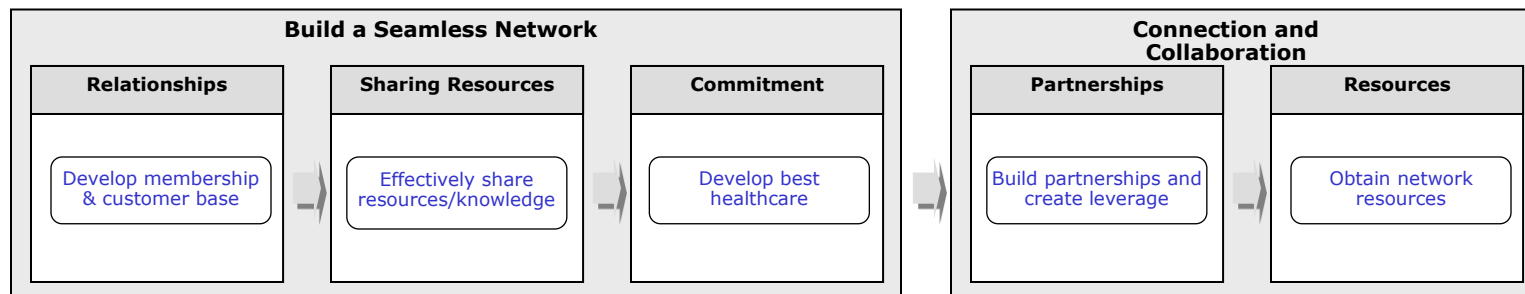 Build a Seamless Network
Relationships
Develop membership
& customer base
Sharing Resources
Effectively share
resources/knowledge
Commitment
Develop best
healthcare
Connection and
Collaboration
Partnerships
Build partnerships and
create leverage
Resources
Obtain network
resources